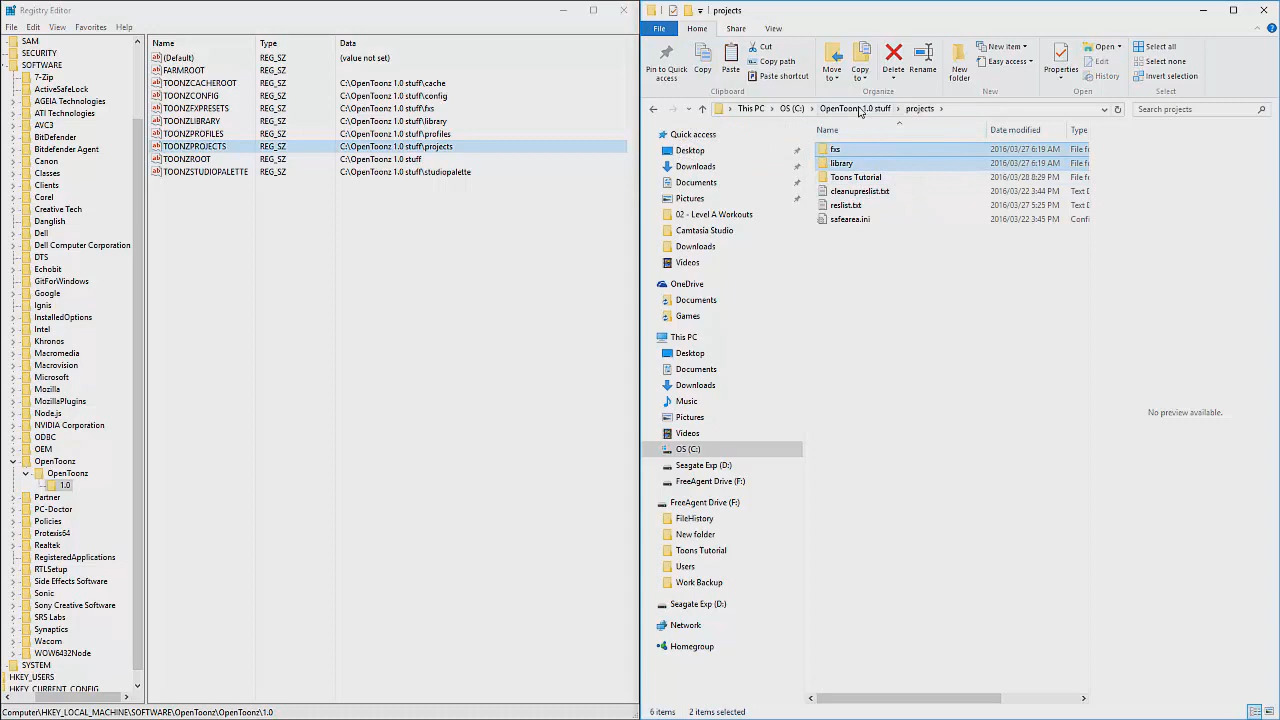 Registry Editor
File Edit View Favorites Help
SAM
SECURITY
SOFTWARE
7-Zip
ActiveSafeLock
AGEIA Technologies
ATI Technologies
AVC3
BitDefender
Bitdefender Agent
Canon
Classes
Clients
Corel
Creative Tech
Danglish
Dell
Dell Computer Corporation
DTS
Echobit
GitForWindows
Google
Ignis
InstalledOptions
Intel
Khronos
Macromedia
Macrovision
Microsoft
Mozilla
MozillaPlugins
Node.js
NVIDIA Corporation
ODBC
OEM
OpenToonz
OpenToonz
1.0
Partner
PC-Doctor
Policies
Protexis64
Realtek
RegisteredApplications
RTLSetup
Side Effects Software
Sonic
Sony Creative Software
SRS Labs
Synaptics
Wacom
WOW6432Node
SYSTEM
HKEY_USERS
HKEY_CURRENT_CONFIG
Name Type Data
(Default) REG_SZ (value not set)
FARMROOT REG_SZ
TOONZCACHEROOT REG_SZ C:\OpenToonz 1.0 stuff\cache
TOONZCONFIG REG_SZ C:\OpenToonz 1.0 stuff\config
TOONZFXPRESETS REG_SZ C:\OpenToonz 1.0 stuff\fxs
TOONZLIBRARY REG_SZ C:\OpenToonz 1.0 stuff\library
TOONZPROFILES REG_SZ C:\OpenToonz 1.0 stuff\profiles
TOONZPROJECTS REG_SZ C:\OpenToonz 1.0 stuff\projects
TOONZROOT REG_SZ C:\OpenToonz 1.0 stuff
TOONZSTUDIOPALETTE REG_SZ C:\OpenToonz 1.0 stuff\studiopalette
Computer\HKEY_LOCAL_MACHINE\SOFTWARE\OpenToonz\OpenToonz\1.0
projects
File Home Share View
Pin to Quick access
Copy
Paste
Cut
Copy path
Paste shortcut
Clipboard
Move to
Copy to
Delete
Rename
Organize
New folder
New item
Easy access
New
Properties
Open
Edit
History
Open
Select all
Select none
Invert selection
Select
This PC OS (C:) OpenToonz 1.0 stuff projects
Search projects
Quick access
Desktop
Downloads
Documents
Pictures
02 - Level A Workouts
Camtasia Studio
Downloads
Videos
OneDrive
Documents
Games
This PC
Desktop
Documents
Downloads
Music
Pictures
Videos
OS (C:)
Seagate Exp (D:)
FreeAgent Drive (F:)
FreeAgent Drive (F:)
FileHistory
New folder
Toons Tutorial
Users
Work Backup
Seagate Exp (D:)
Network
Homegroup
Name Date modified Type
fxs 2016/03/27 6:19 AM File f
library 2016/03/27 6:19 AM File f
Toons Tutorial 2016/03/28 8:29 PM File f
cleanupreslist.txt 2016/03/22 3:44 PM Text D
reslist.txt 2016/03/27 5:25 PM Text D
safearea.ini 2016/03/22 3:45 PM Confi
No preview available.
6 items 2 items selected